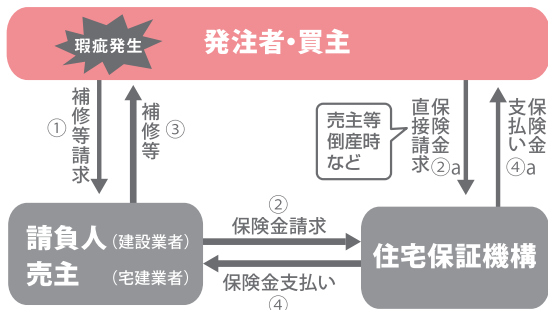 瑕疵発生
発注者・買主
① 補修等請求
補修等 ③
売主等
倒産時
など
保険金
直接請求
②a
保険金
支払い
④a
②
保険金請求
請負人(建設業者)
売主 (宅建業者)
住宅保証機構
保険金支払い
④